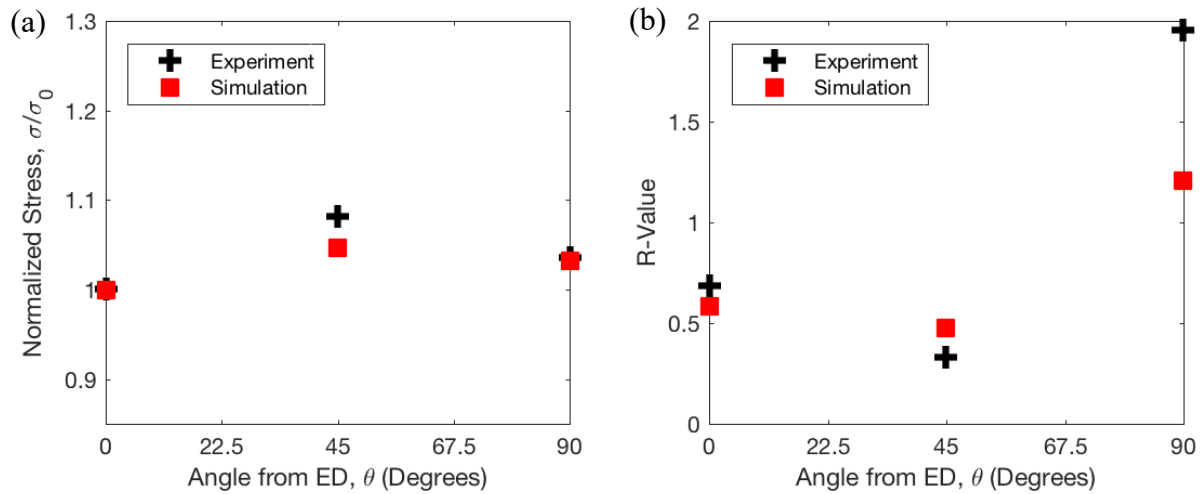 (a)
1.3
1.2
1.1
1
0.9
Normalized Stress, σ/σ0
Experiment
Simulation
0
22.5
45
67.5
90
Angle from ED, θ (Degrees)
(b)
2
1.5
1
0.5
0
R-Value
Experiment
Simulation
0
22.5
45
67.5
90
Angle from ED, θ (Degrees)